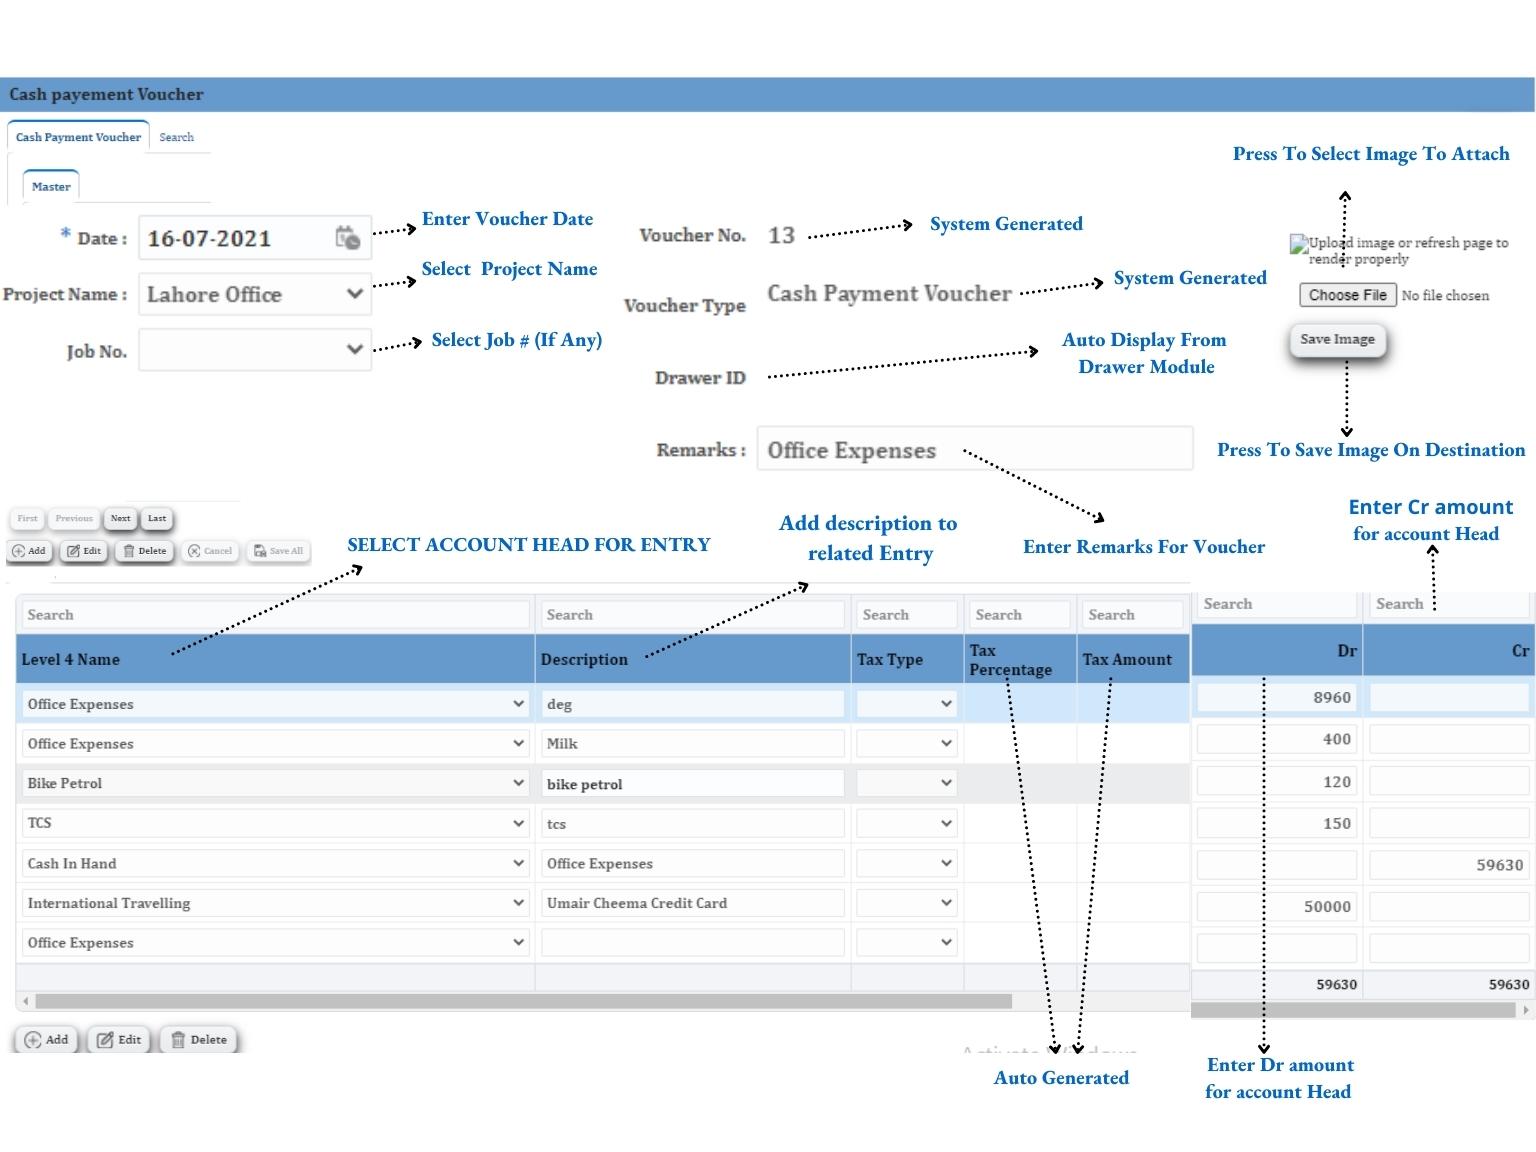 Cash payement Voucher
Cash Payment Voucher Search
Master
* Date : 16-07-2021
Enter Voucher Date
Project Name : Lahore Office
Select Project Name
Job No.
Select Job # (If Any)
Voucher No. 13
System Generated
Voucher Type Cash Payment Voucher
System Generated
Drawer ID
Auto Display From
Drawer Module
Remarks : Office Expenses
Enter Remarks For Voucher
Press To Select Image To Attach
Upload image or refresh page to
render properly
Choose File No file chosen
Save Image
Press To Save Image On Destination
First Previous Next Last
Add Edit Delete Cancel Save All
SELECT ACCOUNT HEAD FOR ENTRY
Add description to
related Entry
Enter Cr amount
for account Head
Search Search Search Search Search Search Search
Level 4 Name Description Tax Type Tax Percentage Tax Amount Dr Cr
Office Expenses deg 8960
Office Expenses Milk 400
Bike Petrol bike petrol 120
TCS tcs 150
Cash In Hand Office Expenses 59630
International Travelling Umair Cheema Credit Card 50000
Office Expenses
59630 59630
Add Edit Delete
Auto Generated
Enter Dr amount
for account Head